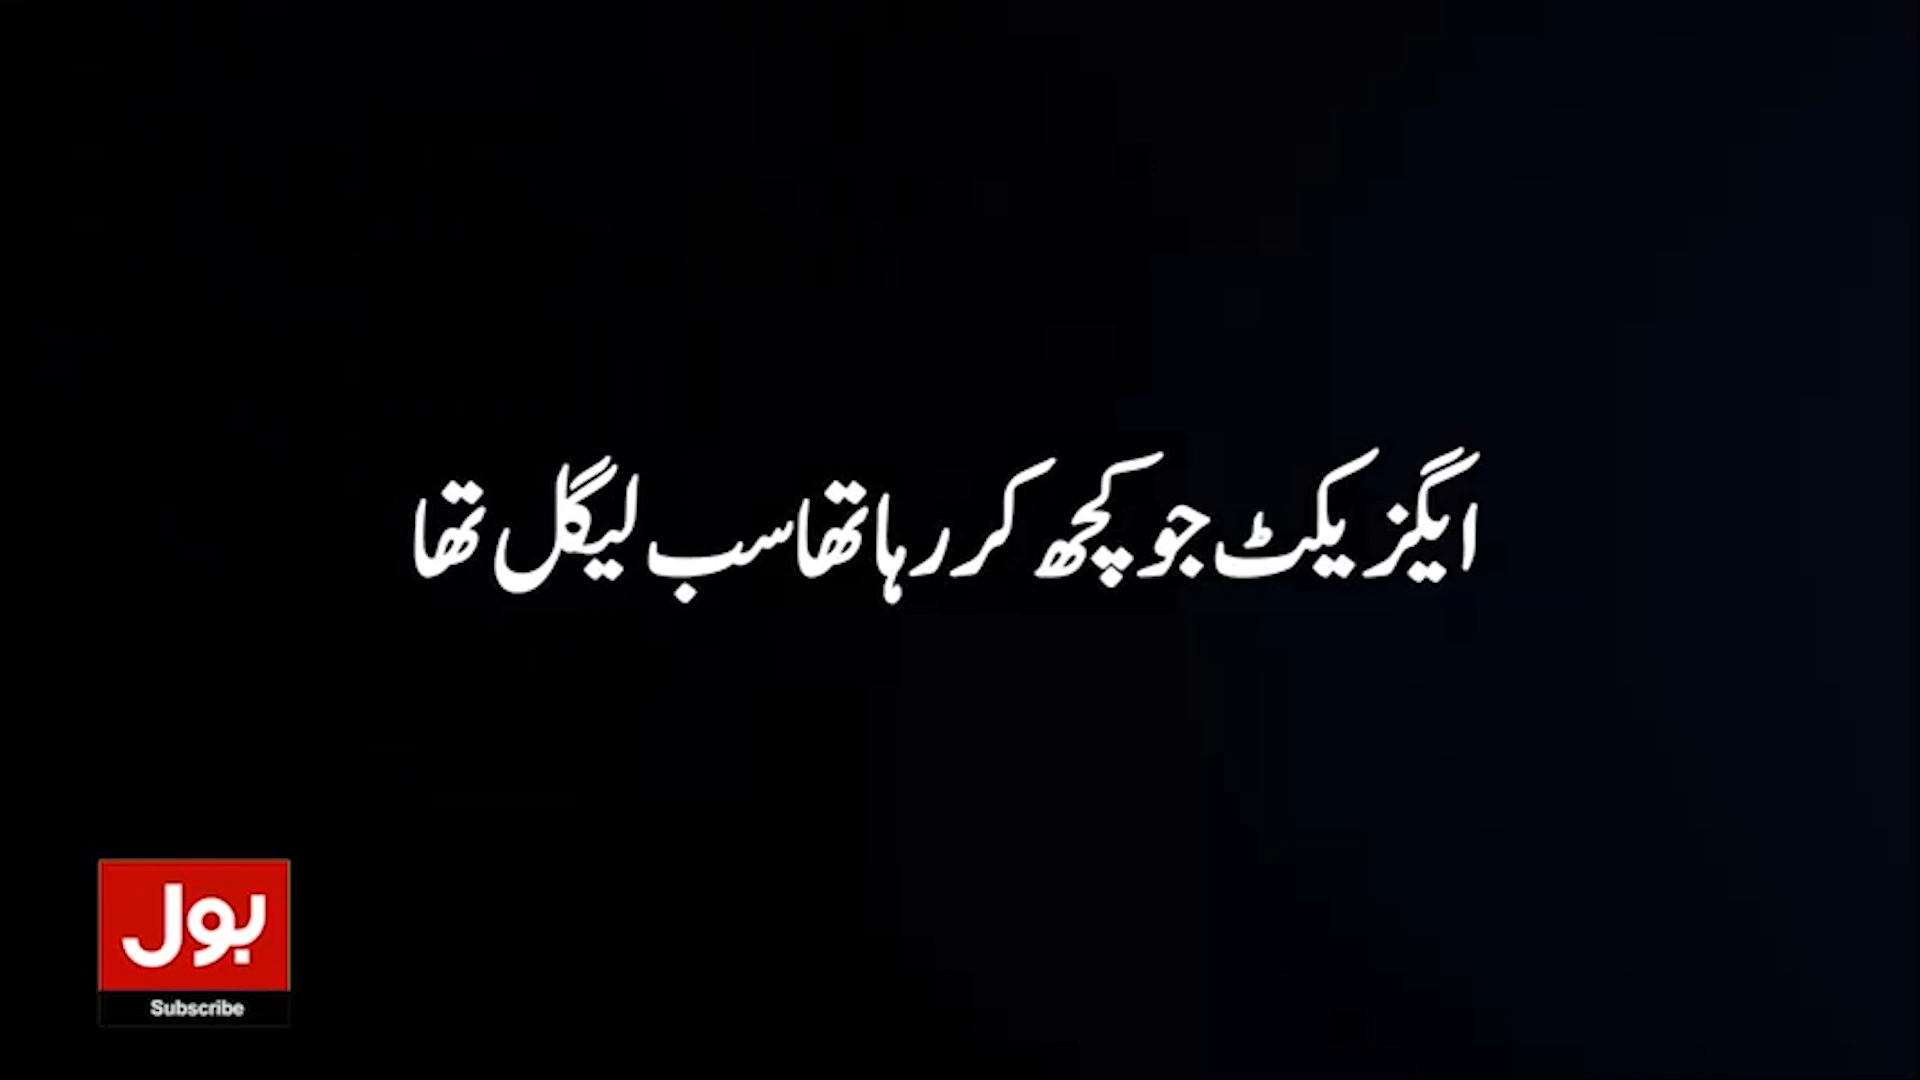 ایگزیکٹ جو کچھ کر رہا تھا سب لیگل تھا
بول
Subscribe